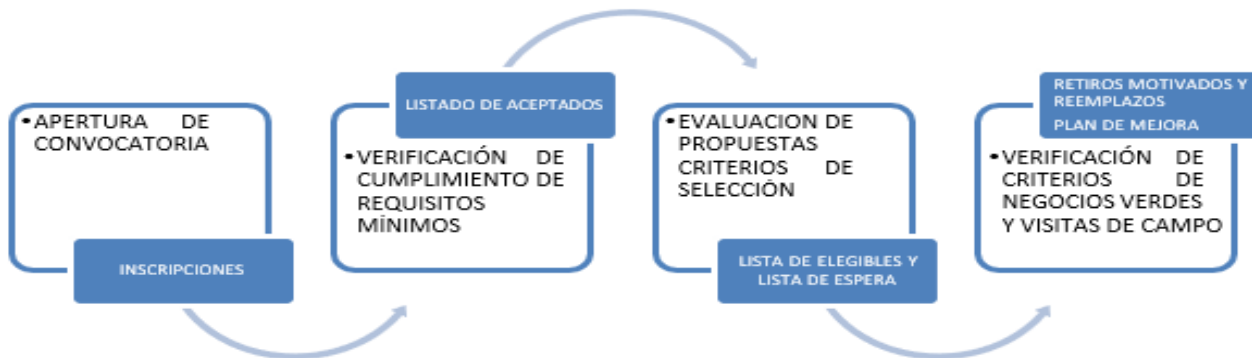 •APERTURA DE
CONVOCATORIA
INSCRIPCIONES
LISTADO DE ACEPTADOS
•VERIFICACIÓN DE
CUMPLIMIENTO DE
REQUISITOS
MÍNIMOS
•EVALUACION DE
PROPUESTAS
CRITERIOS DE
SELECCIÓN
LISTA DE ELEGIBLES Y
LISTA DE ESPERA
RETIROS MOTIVADOS Y
REEMPLAZOS
PLAN DE MEJORA
•VERIFICACIÓN DE
CRITERIOS DE
NEGOCIOS VERDES
Y VISITAS DE CAMPO